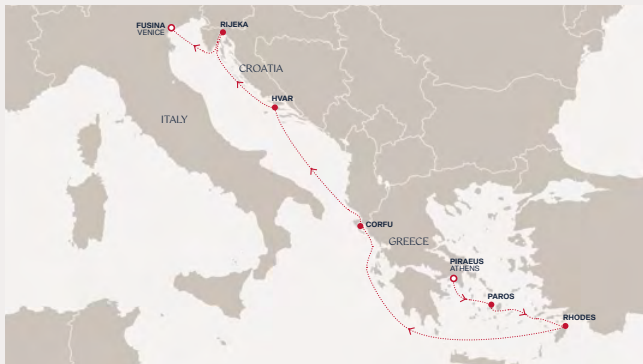 FUSINA
VENICE
RIJEKA
CROATIA
HVAR
ITALY
CORFU
GREECE
PIRAEUS
ATHENS
PAROS
RHODES